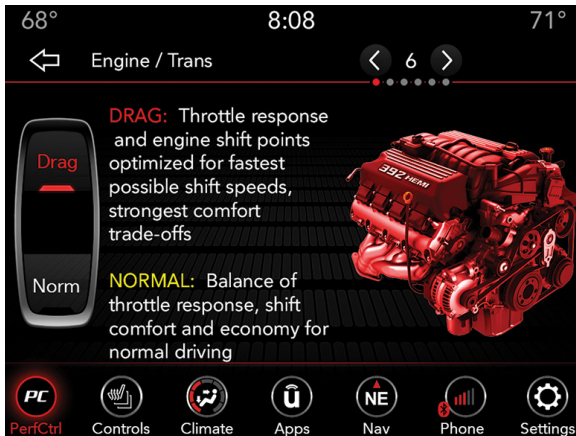 68°
8:08
71°
Engine / Trans
6
Drag
Norm
DRAG: Throttle response
and engine shift points
optimized for fastest
possible shift speeds,
strongest comfort
trade-offs
NORMAL: Balance of
throttle response, shift
comfort and economy for
normal driving
392 HEMI
PC
û
NE
PerfCtrl
Controls
Climate
Apps
Nav
Phone
Settings